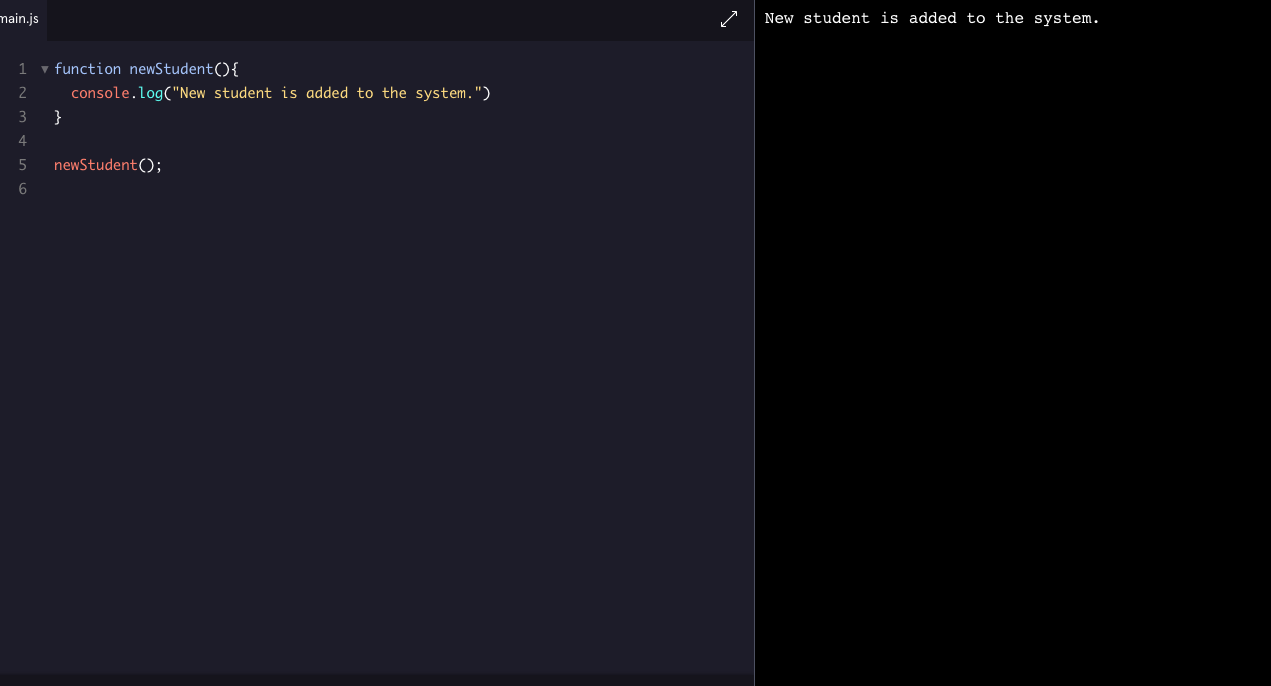 main.js
1 function newStudent(){
2 console.log("New student is added to the system.")
3 }
4
5 newStudent();
6
New student is added to the system.